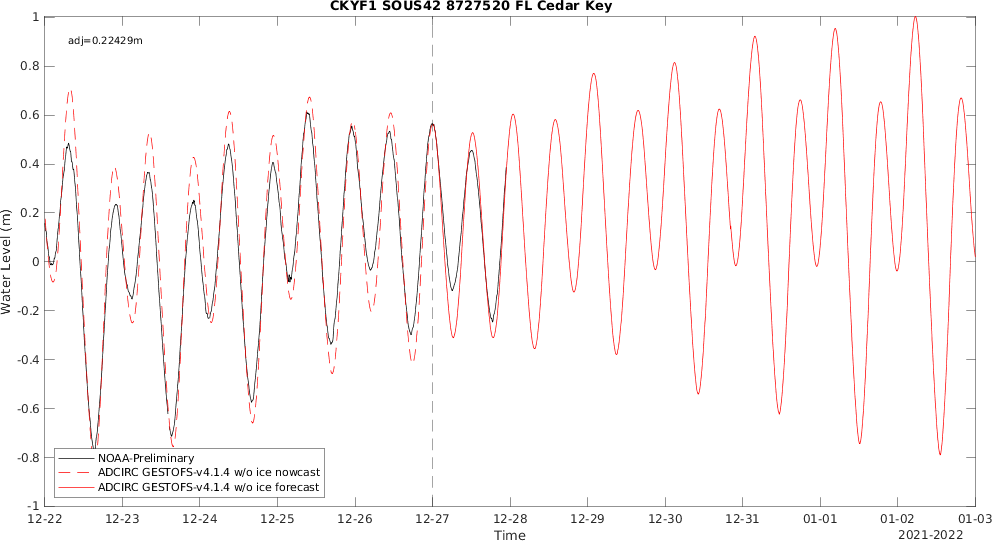 CKYF1 SOUS42 8727520 FL Cedar Key
adj=0.22429m
Water Level (m)
1
0.8
0.6
0.4
0.2
0
-0.2
-0.4
-0.6
-0.8
-1
NOAA-Preliminary
ADCIRC GESTOFS-v4.1.4 w/o ice nowcast
ADCIRC GESTOFS-v4.1.4 w/o ice forecast
12-22 12-23 12-24 12-25 12-26 12-27 12-28 12-29 12-30 12-31 01-01 01-02 01-03
Time
2021-2022